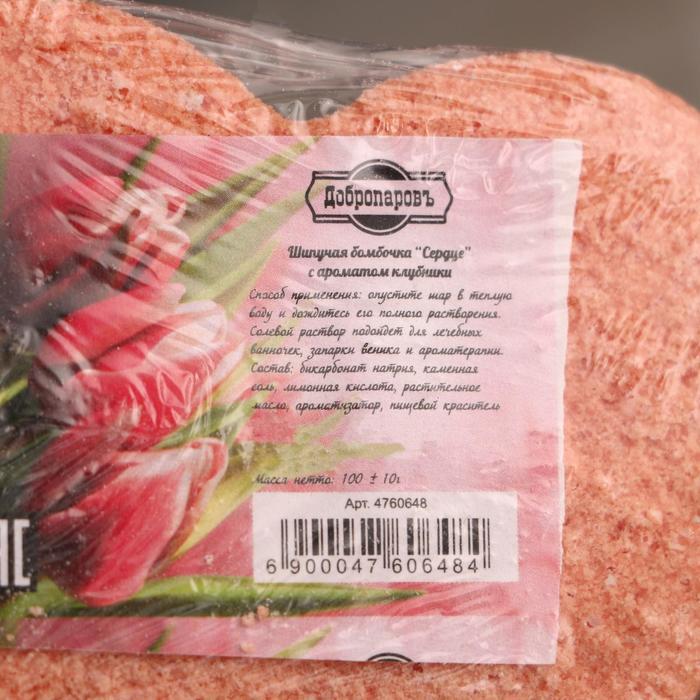 Добропаровъ
Шипучая бомбочка "Сердце"
с ароматом клубники
Способ применения: опустите шар в теплую
воду и дождитесь его полного растворения.
Солевой раствор подойдет для лечебных
ванночек, запарки веника и ароматерапии.
Состав: бикарбонат натрия, каменная
соль, лимонная кислота, растительное
масло, ароматизатор, пищевой краситель
Масса нетто: 100 ± 10г
Арт. 4760648
6 900047 606484